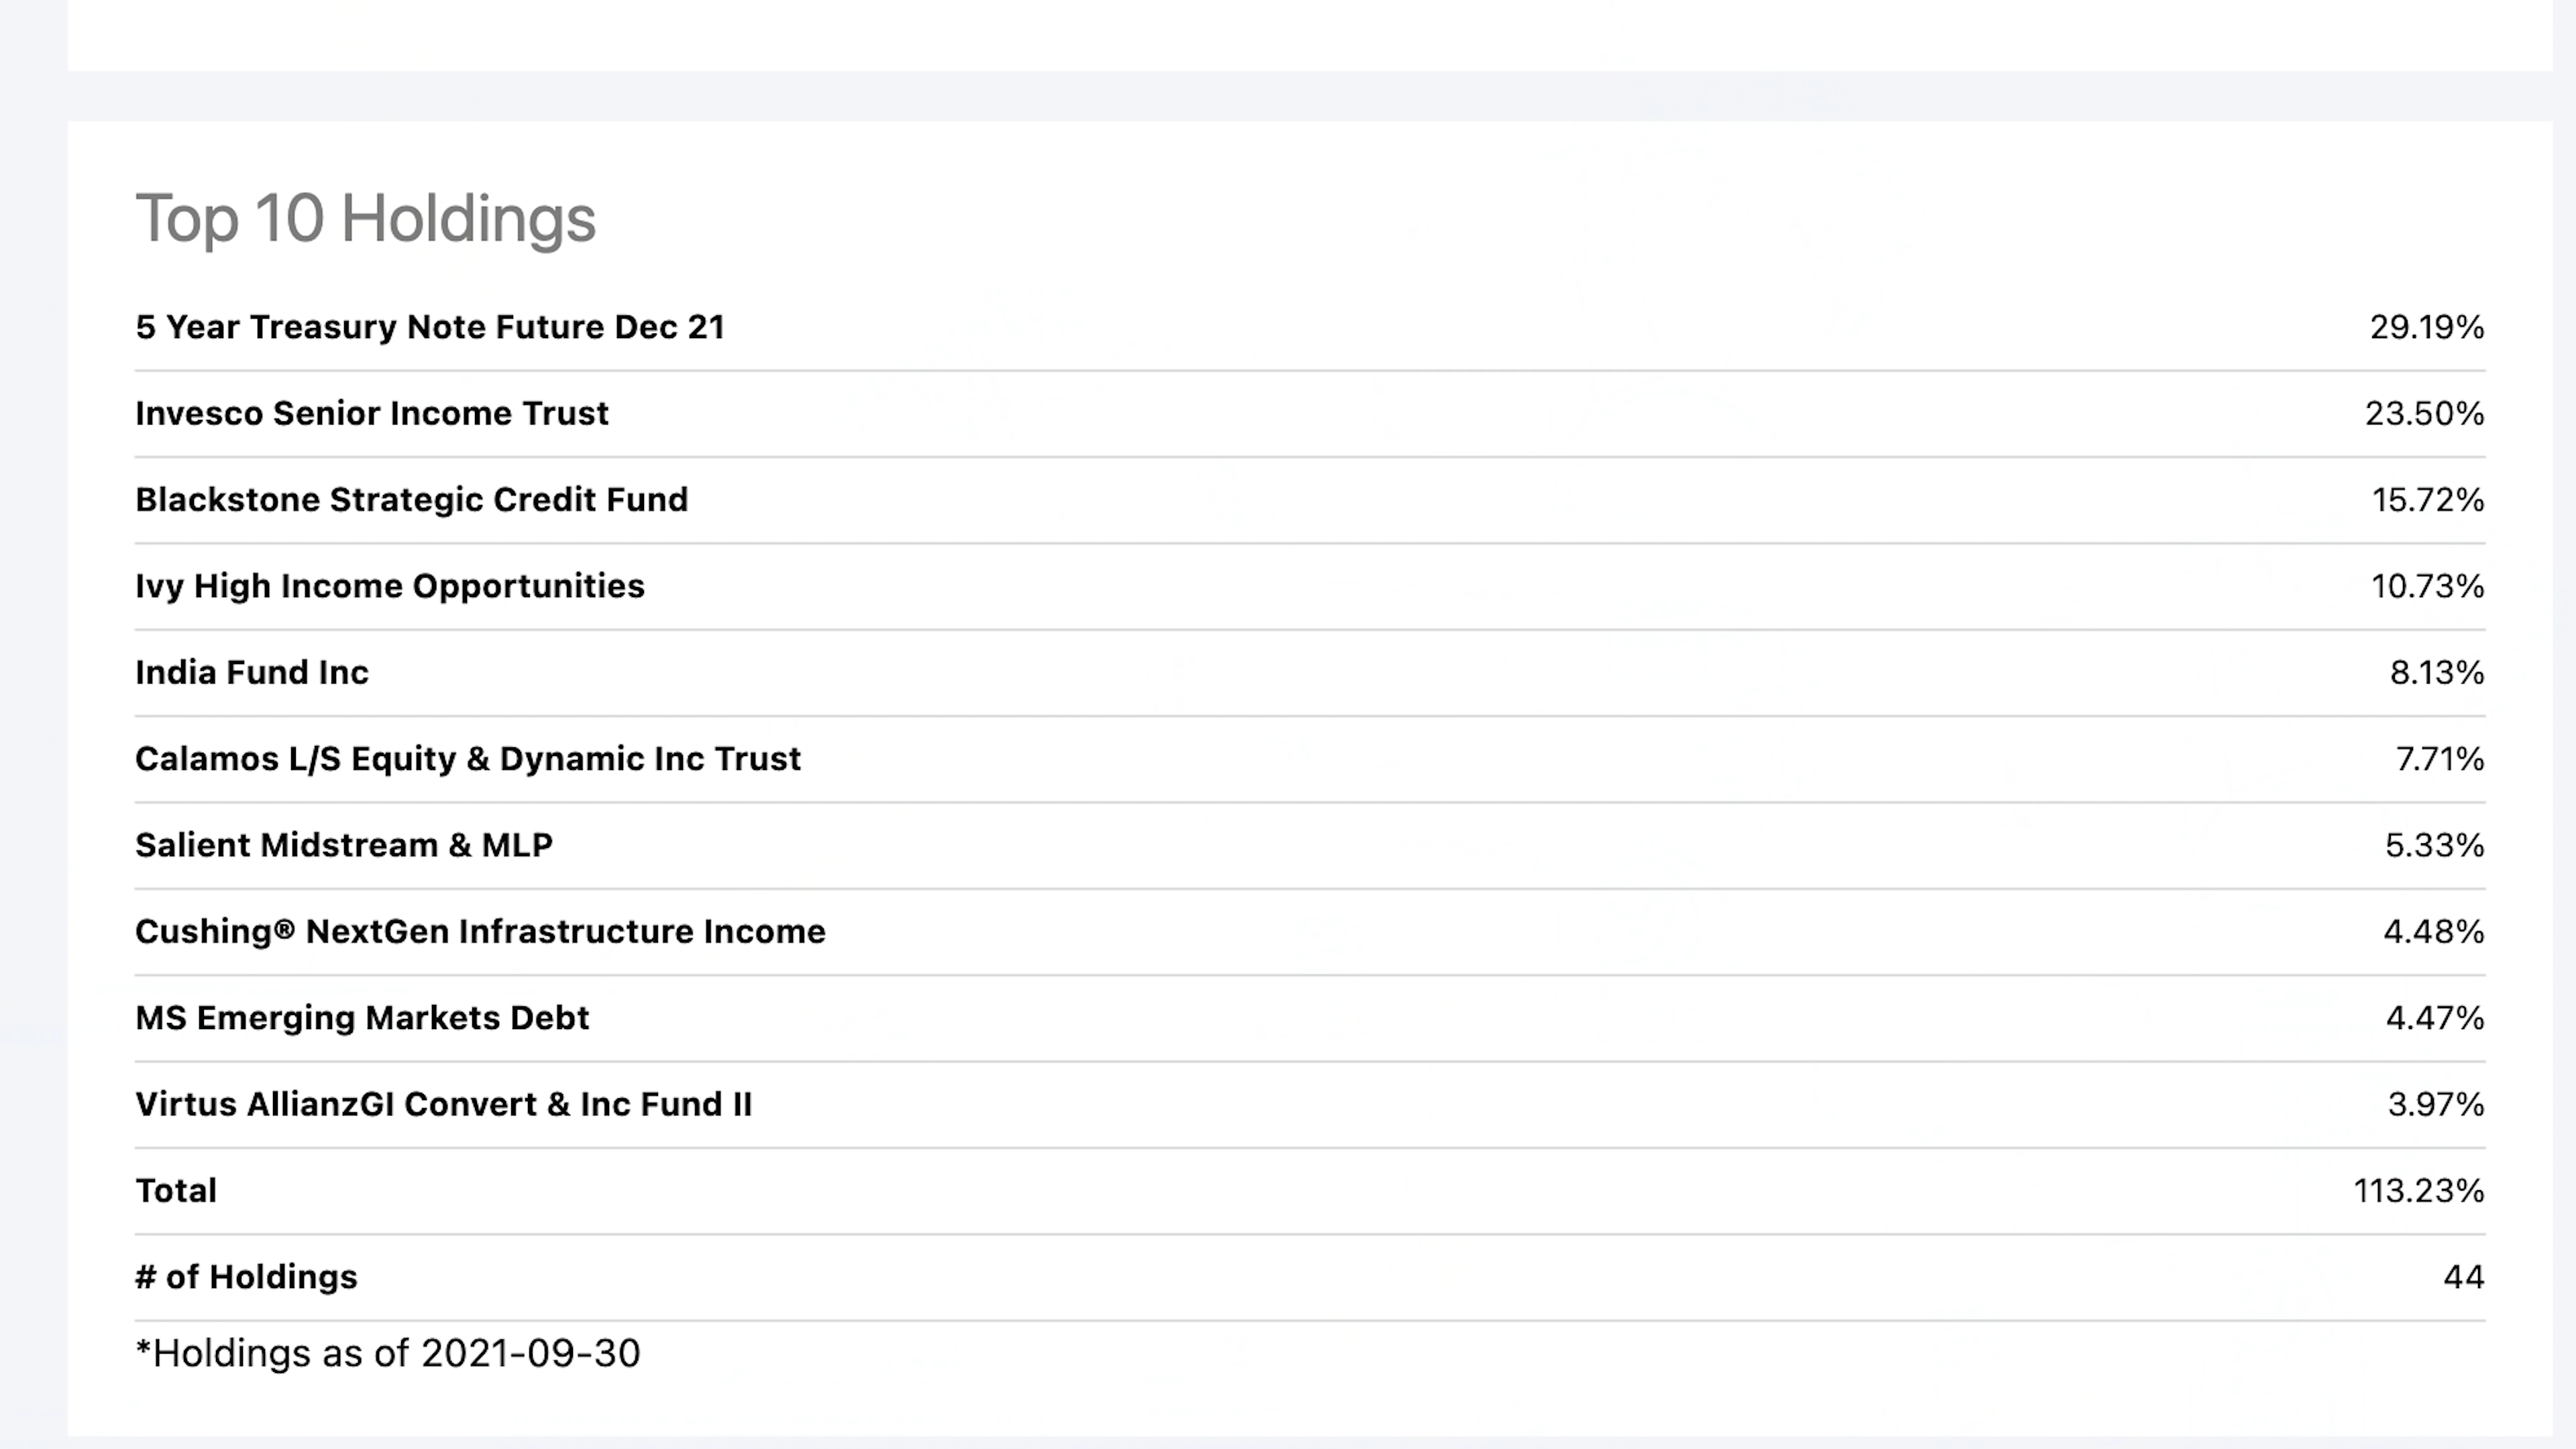 Top 10 Holdings
5 Year Treasury Note Future Dec 21 29.19%
Invesco Senior Income Trust 23.50%
Blackstone Strategic Credit Fund 15.72%
Ivy High Income Opportunities 10.73%
India Fund Inc 8.13%
Calamos L/S Equity & Dynamic Inc Trust 7.71%
Salient Midstream & MLP 5.33%
Cushing® NextGen Infrastructure Income 4.48%
MS Emerging Markets Debt 4.47%
Virtus AllianzGI Convert & Inc Fund II 3.97%
Total 113.23%
# of Holdings 44
*Holdings as of 2021-09-30